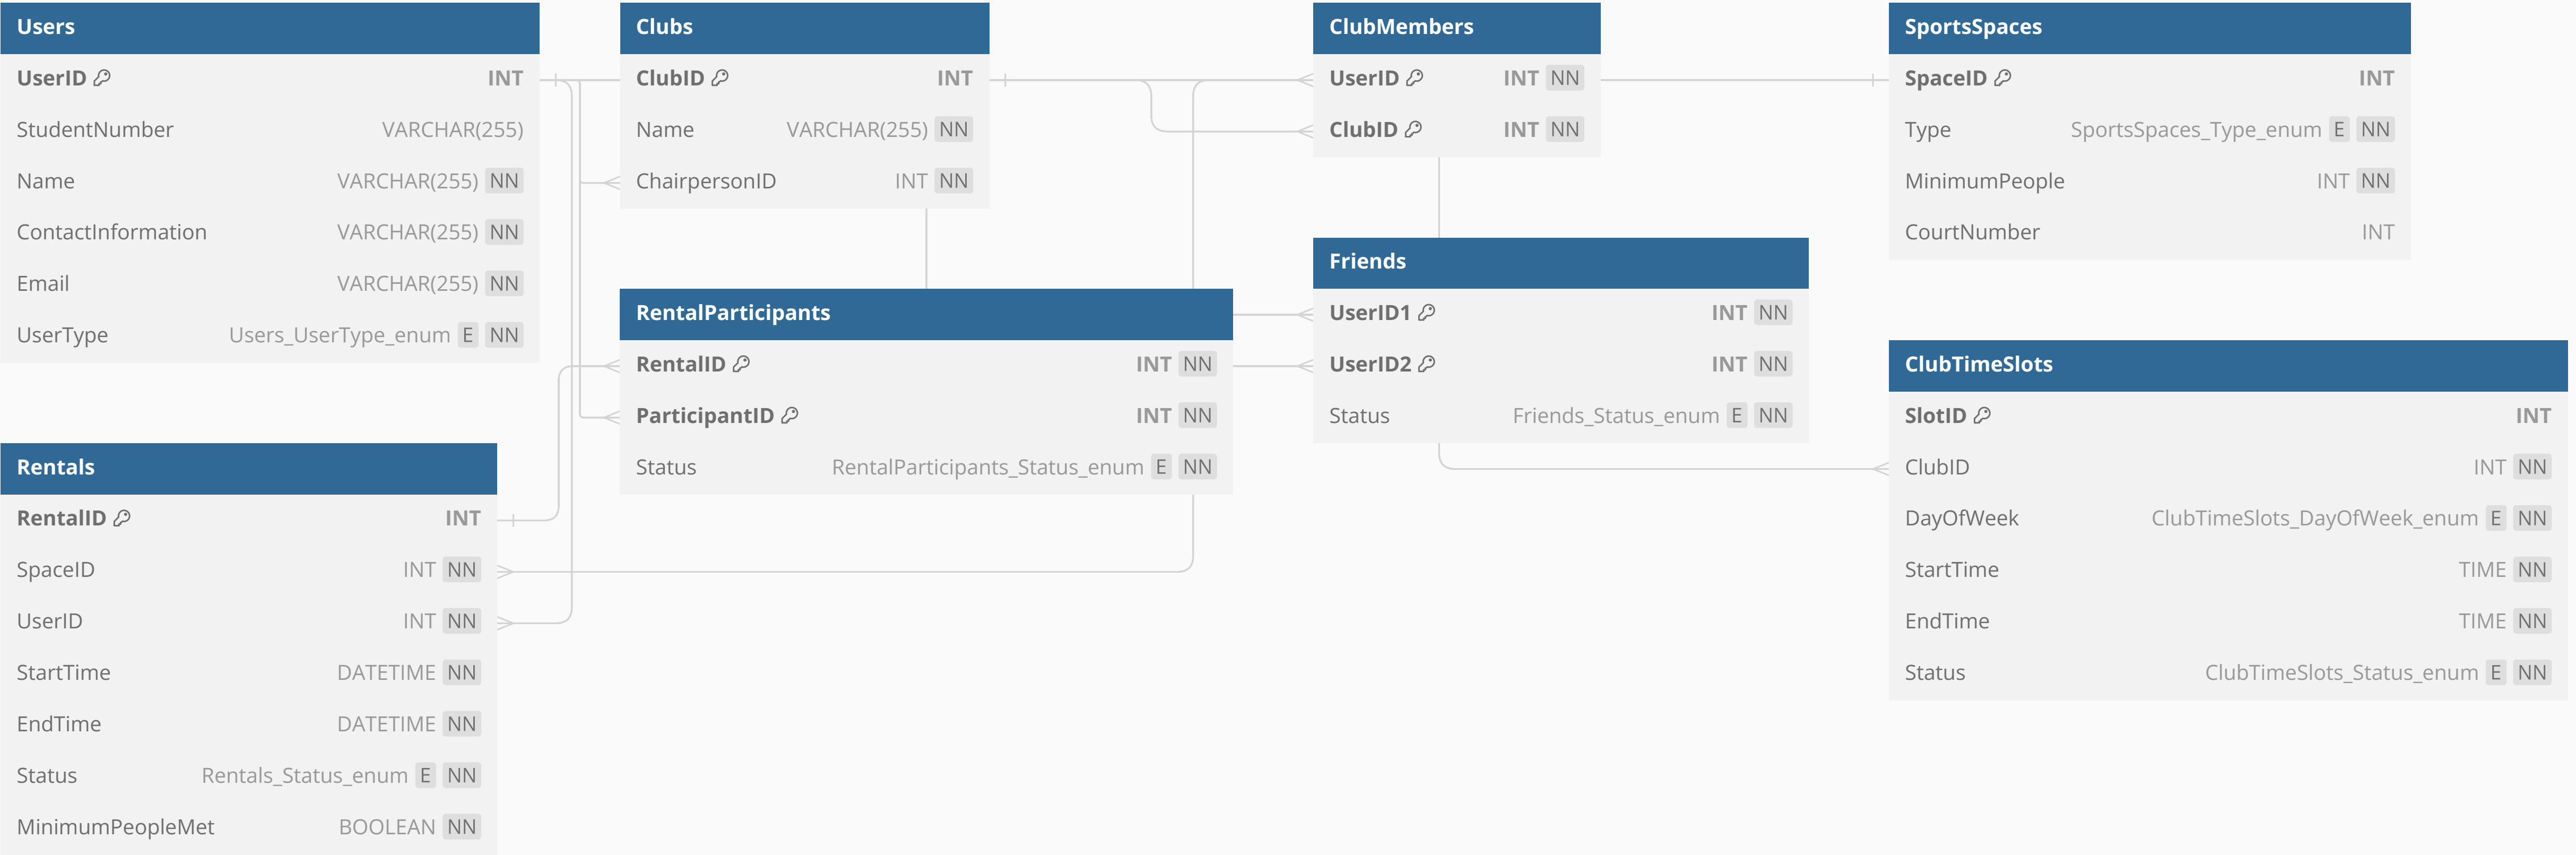 Users
UserID INT
StudentNumber VARCHAR(255)
Name VARCHAR(255) NN
ContactInformation VARCHAR(255) NN
Email VARCHAR(255) NN
UserType Users_UserType_enum E NN
Rentals
RentalID INT
SpaceID INT NN
UserID INT NN
StartTime DATETIME NN
EndTime DATETIME NN
Status Rentals_Status_enum E NN
MinimumPeopleMet BOOLEAN NN
Clubs
ClubID INT
Name VARCHAR(255) NN
ChairpersonID INT NN
RentalParticipants
RentalID INT NN
ParticipantID INT NN
Status RentalParticipants_Status_enum E NN
ClubMembers
UserID INT NN
ClubID INT NN
Friends
UserID1 INT NN
UserID2 INT NN
Status Friends_Status_enum E NN
SportsSpaces
SpaceID INT
Type SportsSpaces_Type_enum E NN
MinimumPeople INT NN
CourtNumber INT
ClubTimeSlots
SlotID INT
ClubID INT NN
DayOfWeek ClubTimeSlots_DayOfWeek_enum E NN
StartTime TIME NN
EndTime TIME NN
Status ClubTimeSlots_Status_enum E NN